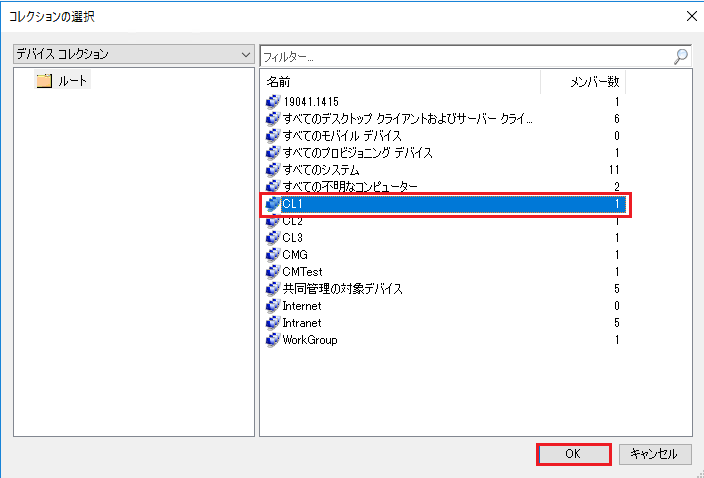 コレクションの選択
デバイス コレクション
フィルター...
ルート
名前 メンバー数
19041.1415 1
すべてのデスクトップ クライアントおよびサーバー クライ... 6
すべてのモバイル デバイス 0
すべてのプロビジョニング デバイス 1
すべてのシステム 11
すべての不明なコンピューター 2
CL1 1
CL2 1
CL3 1
CMG 1
CMTest 1
共同管理の対象デバイス 5
Internet 0
Intranet 5
WorkGroup 1
OK キャンセル